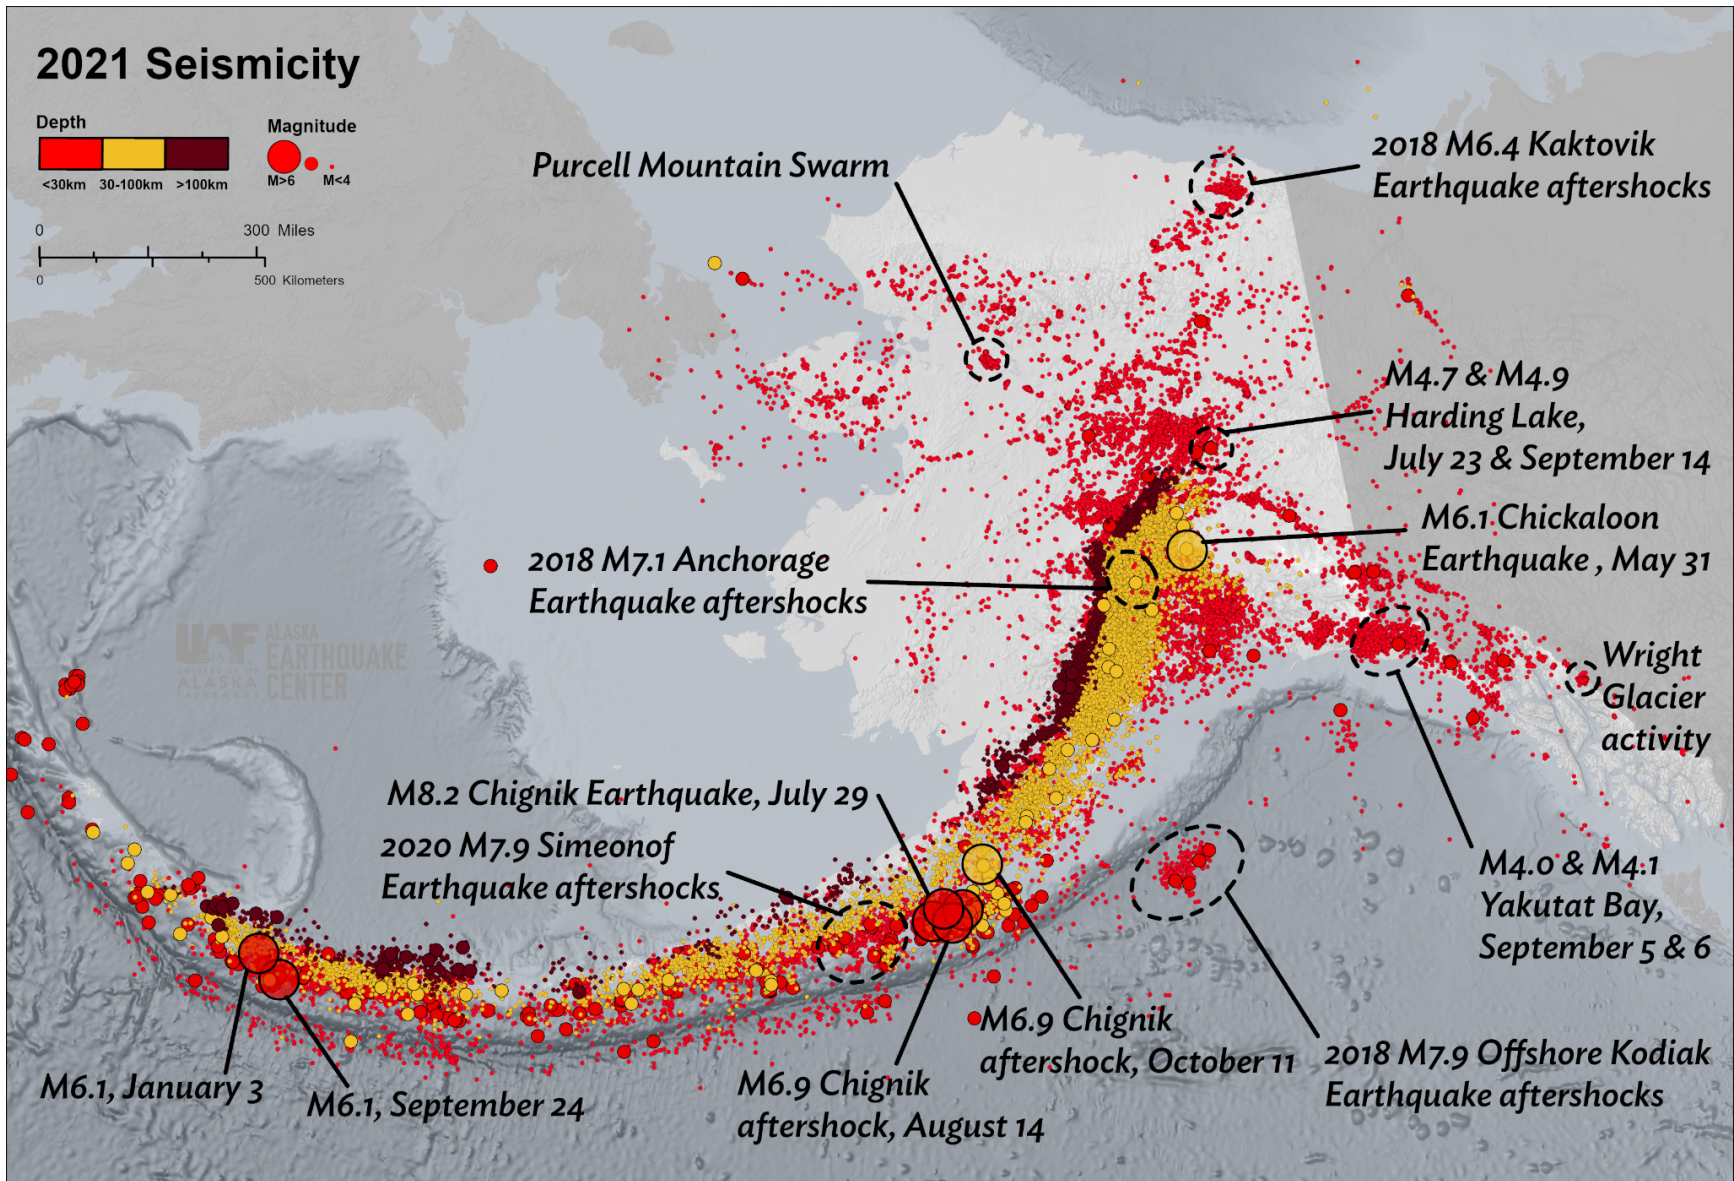 2021 Seismicity
Depth
<30km 30-100km >100km
Magnitude
M>6 M<4
0 300 Miles
0 500 Kilometers
Purcell Mountain Swarm
2018 M6.4 Kaktovik
Earthquake aftershocks
M4.7 & M4.9
Harding Lake,
July 23 & September 14
M6.1 Chickaloon
Earthquake , May 31
2018 M7.1 Anchorage
Earthquake aftershocks
UAF ALASKA
EARTHQUAKE
CENTER
ALASKA
Wright
Glacier
activity
M8.2 Chignik Earthquake, July 29
2020 M7.9 Simeonof
Earthquake aftershocks
M4.0 & M4.1
Yakutat Bay,
September 5 & 6
M6.9 Chignik
aftershock, October 11
2018 M7.9 Offshore Kodiak
Earthquake aftershocks
M6.1, January 3
M6.1, September 24
M6.9 Chignik
aftershock, August 14